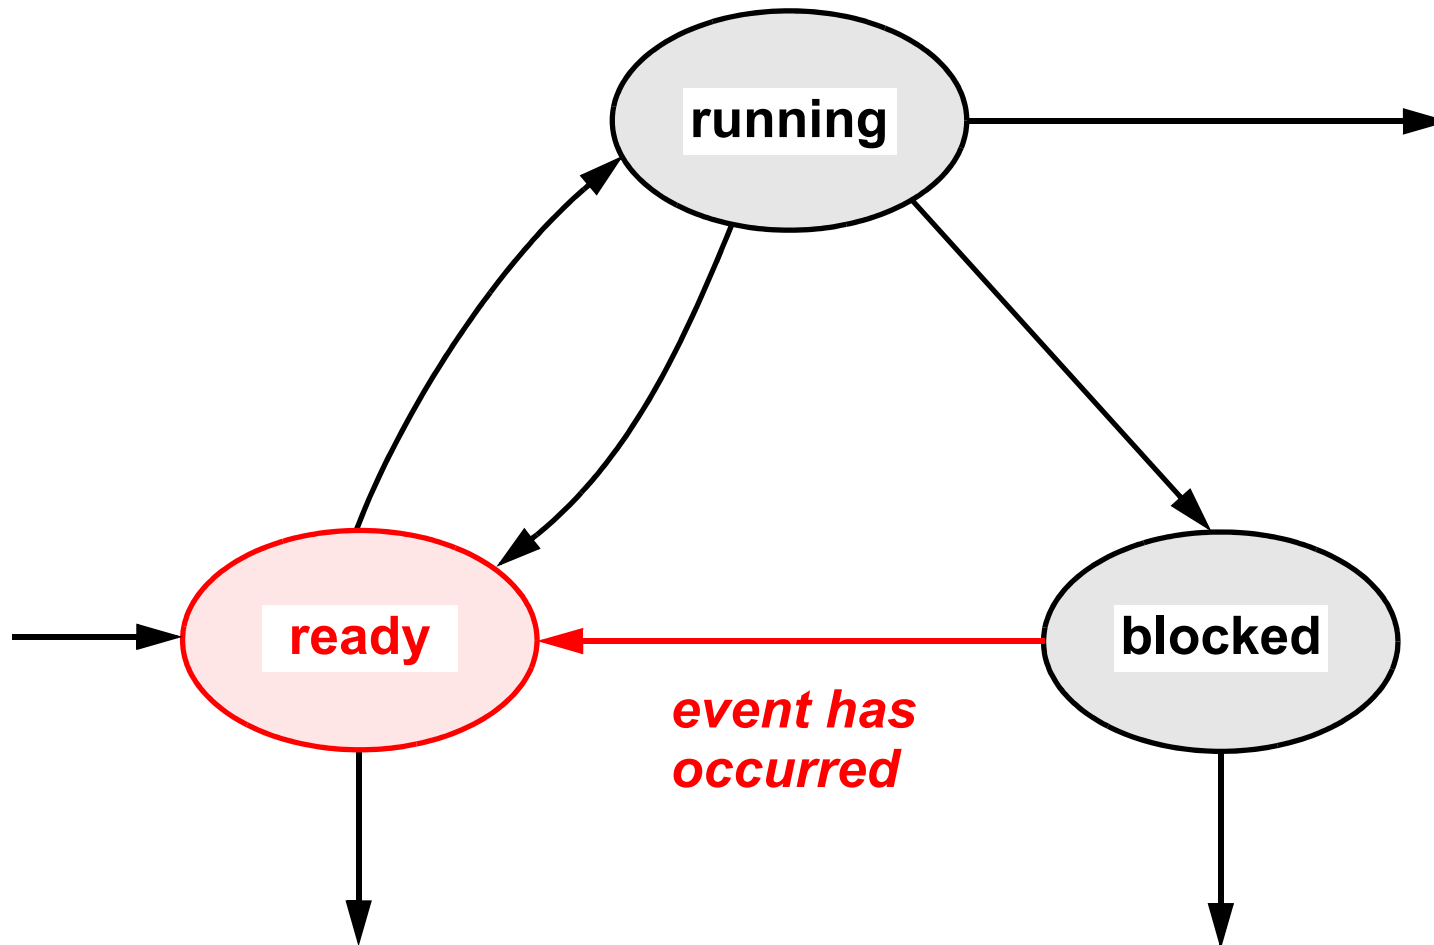 running
ready
blocked
event has
occurred